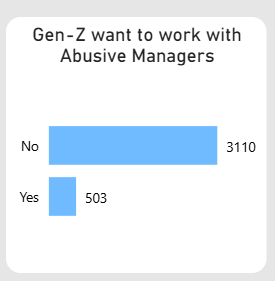 Gen-Z want to work with
Abusive Managers
No 3110
Yes 503